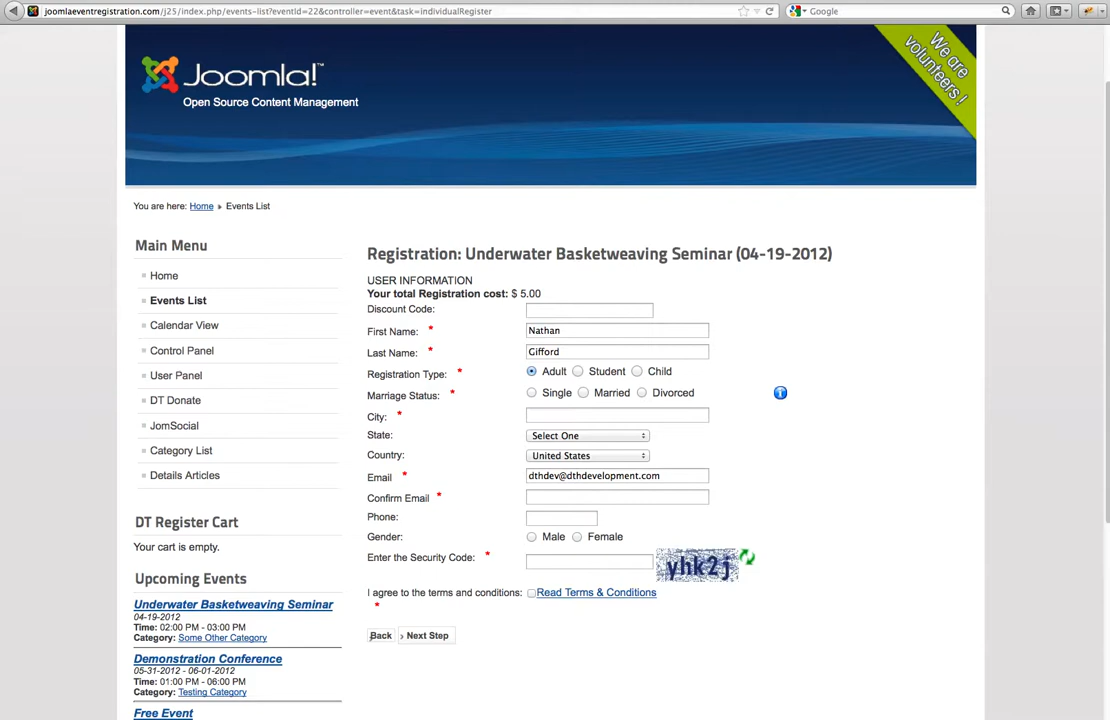 joomlaeventregistration.com/j25/index.php/events-list?eventId=22&controller=event&task=individualRegister
Google
Joomla!™
Open Source Content Management
We are volunteers!
You are here: Home ▸ Events List
Main Menu
Home
Events List
Calendar View
Control Panel
User Panel
DT Donate
JomSocial
Category List
Details Articles
DT Register Cart
Your cart is empty.
Upcoming Events
Underwater Basketweaving Seminar
04-19-2012
Time: 02:00 PM - 03:00 PM
Category: Some Other Category
Demonstration Conference
05-31-2012 - 06-01-2012
Time: 01:00 PM - 06:00 PM
Category: Testing Category
Free Event
Registration: Underwater Basketweaving Seminar (04-19-2012)
USER INFORMATION
Your total Registration cost: $ 5.00
Discount Code:
First Name: * Nathan
Last Name: * Gifford
Registration Type: * Adult Student Child
Marriage Status: * Single Married Divorced
City: *
State: Select One
Country: United States
Email * dthdev@dthdevelopment.com
Confirm Email *
Phone:
Gender: Male Female
Enter the Security Code: * yhk2j
I agree to the terms and conditions: Read Terms & Conditions
*
Back › Next Step